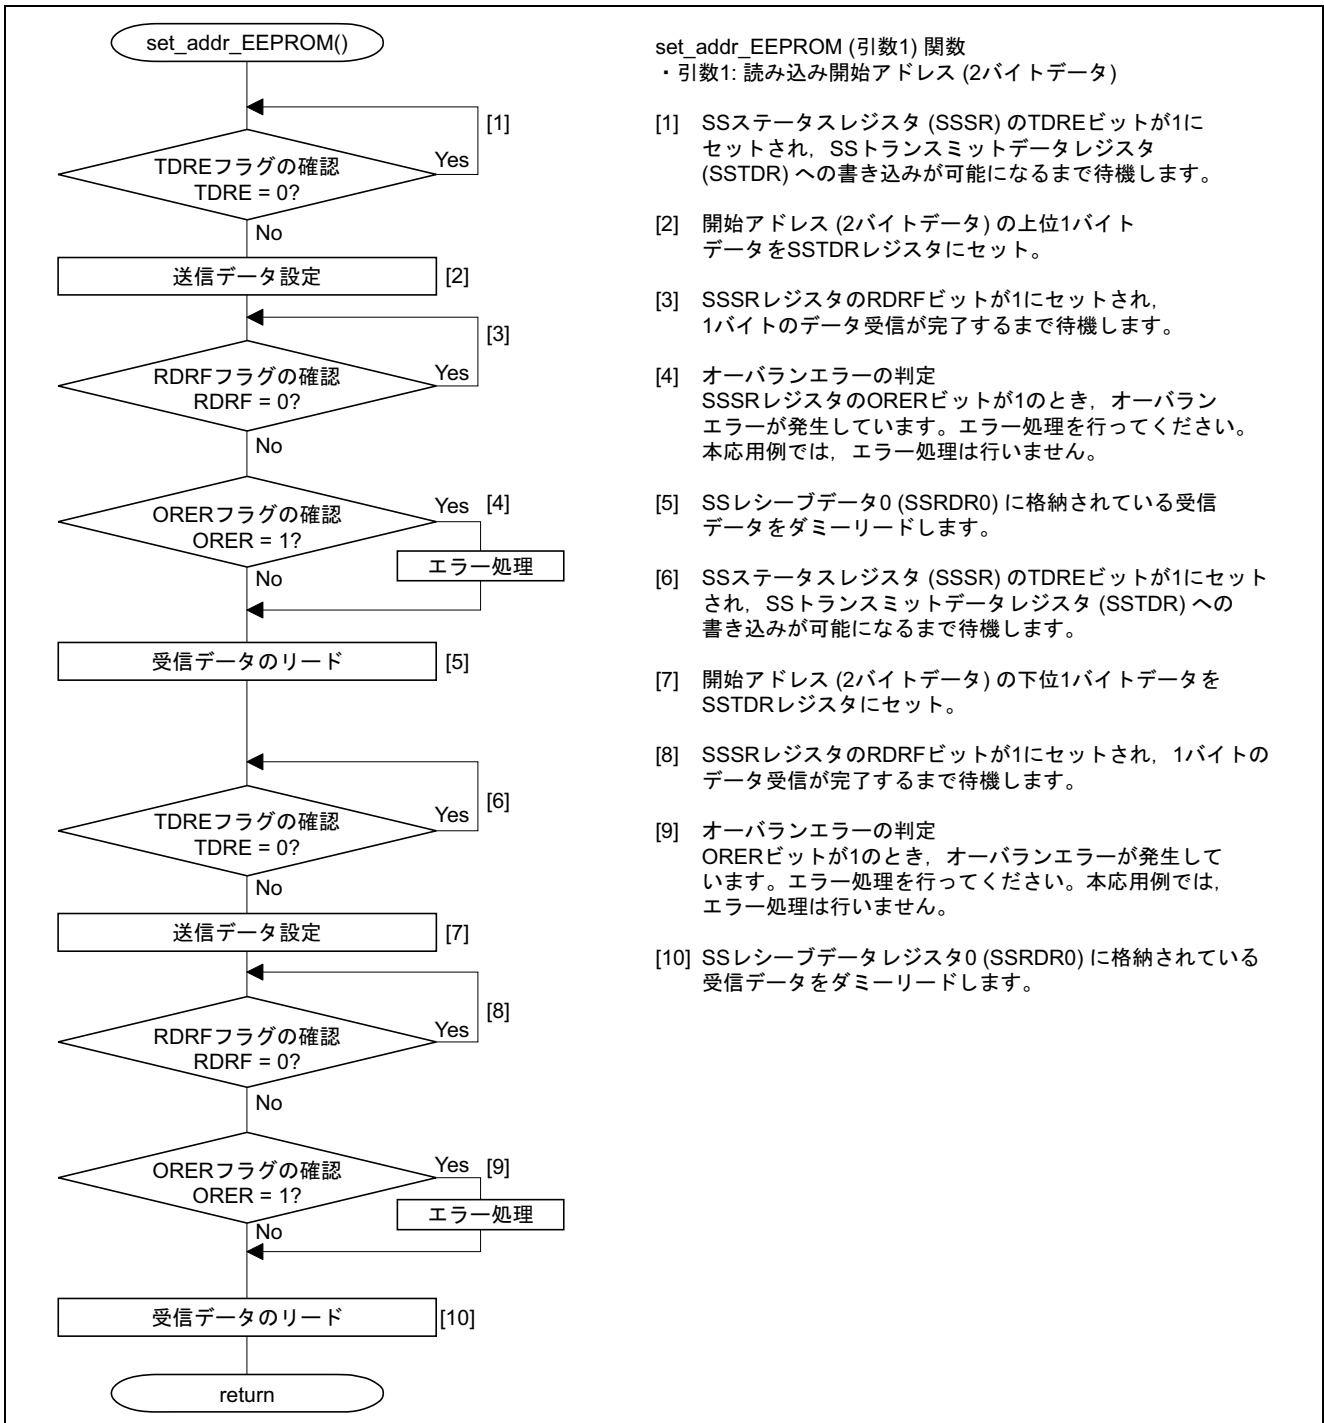 set_addr_EEPROM()
[1]
TDREフラグの確認
TDRE = 0?
Yes
No
送信データ設定
[2]
[3]
RDRFフラグの確認
RDRF = 0?
Yes
No
ORERフラグの確認
ORER = 1?
Yes
[4]
エラー処理
No
受信データのリード
[5]
[6]
TDREフラグの確認
TDRE = 0?
Yes
No
送信データ設定
[7]
[8]
RDRFフラグの確認
RDRF = 0?
Yes
No
ORERフラグの確認
ORER = 1?
Yes
[9]
エラー処理
No
受信データのリード
[10]
return
set_addr_EEPROM (引数1) 関数
・引数1: 読み込み開始アドレス (2バイトデータ)
[1] SSステータスレジスタ (SSSR) のTDREビットが1に
セットされ，SSトランスミットデータレジスタ
(SSTDR) への書き込みが可能になるまで待機します。
[2] 開始アドレス (2バイトデータ) の上位1バイト
データをSSTDRレジスタにセット。
[3] SSSRレジスタのRDRFビットが1にセットされ，
1バイトのデータ受信が完了するまで待機します。
[4] オーバランエラーの判定
SSSRレジスタのORERビットが1のとき，オーバラン
エラーが発生しています。エラー処理を行ってください。
本応用例では，エラー処理は行いません。
[5] SSレシーブデータ0 (SSRDR0) に格納されている受信
データをダミーリードします。
[6] SSステータスレジスタ (SSSR) のTDREビットが1にセット
され，SSトランスミットデータレジスタ (SSTDR) への
書き込みが可能になるまで待機します。
[7] 開始アドレス (2バイトデータ) の下位1バイトデータを
SSTDRレジスタにセット。
[8] SSSRレジスタのRDRFビットが1にセットされ，1バイトの
データ受信が完了するまで待機します。
[9] オーバランエラーの判定
ORERビットが1のとき，オーバランエラーが発生して
います。エラー処理を行ってください。本応用例では，
エラー処理は行いません。
[10] SSレシーブデータレジスタ0 (SSRDR0) に格納されている
受信データをダミーリードします。